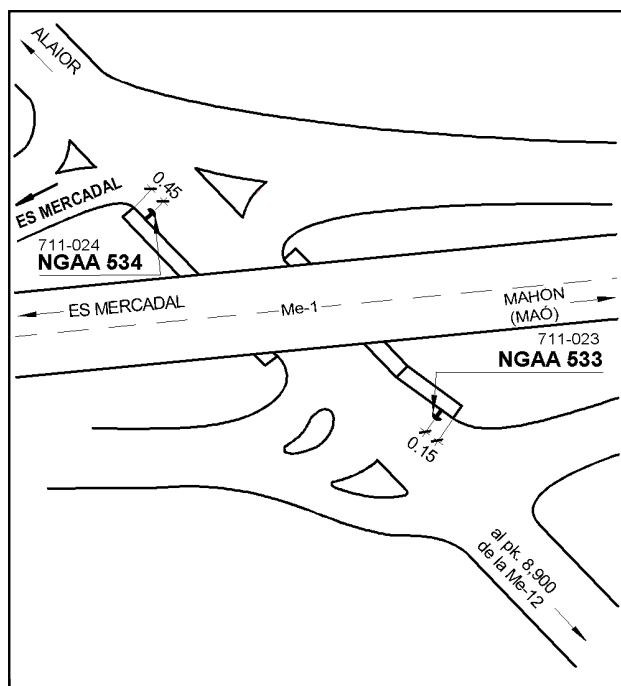 ALAIOR
ES MERCADAL
0.45
711-024
NGAA 534
ES MERCADAL
Me-1
MAHON
(MAÓ)
711-023
NGAA 533
0.15
al pk. 8,900
de la Me-12